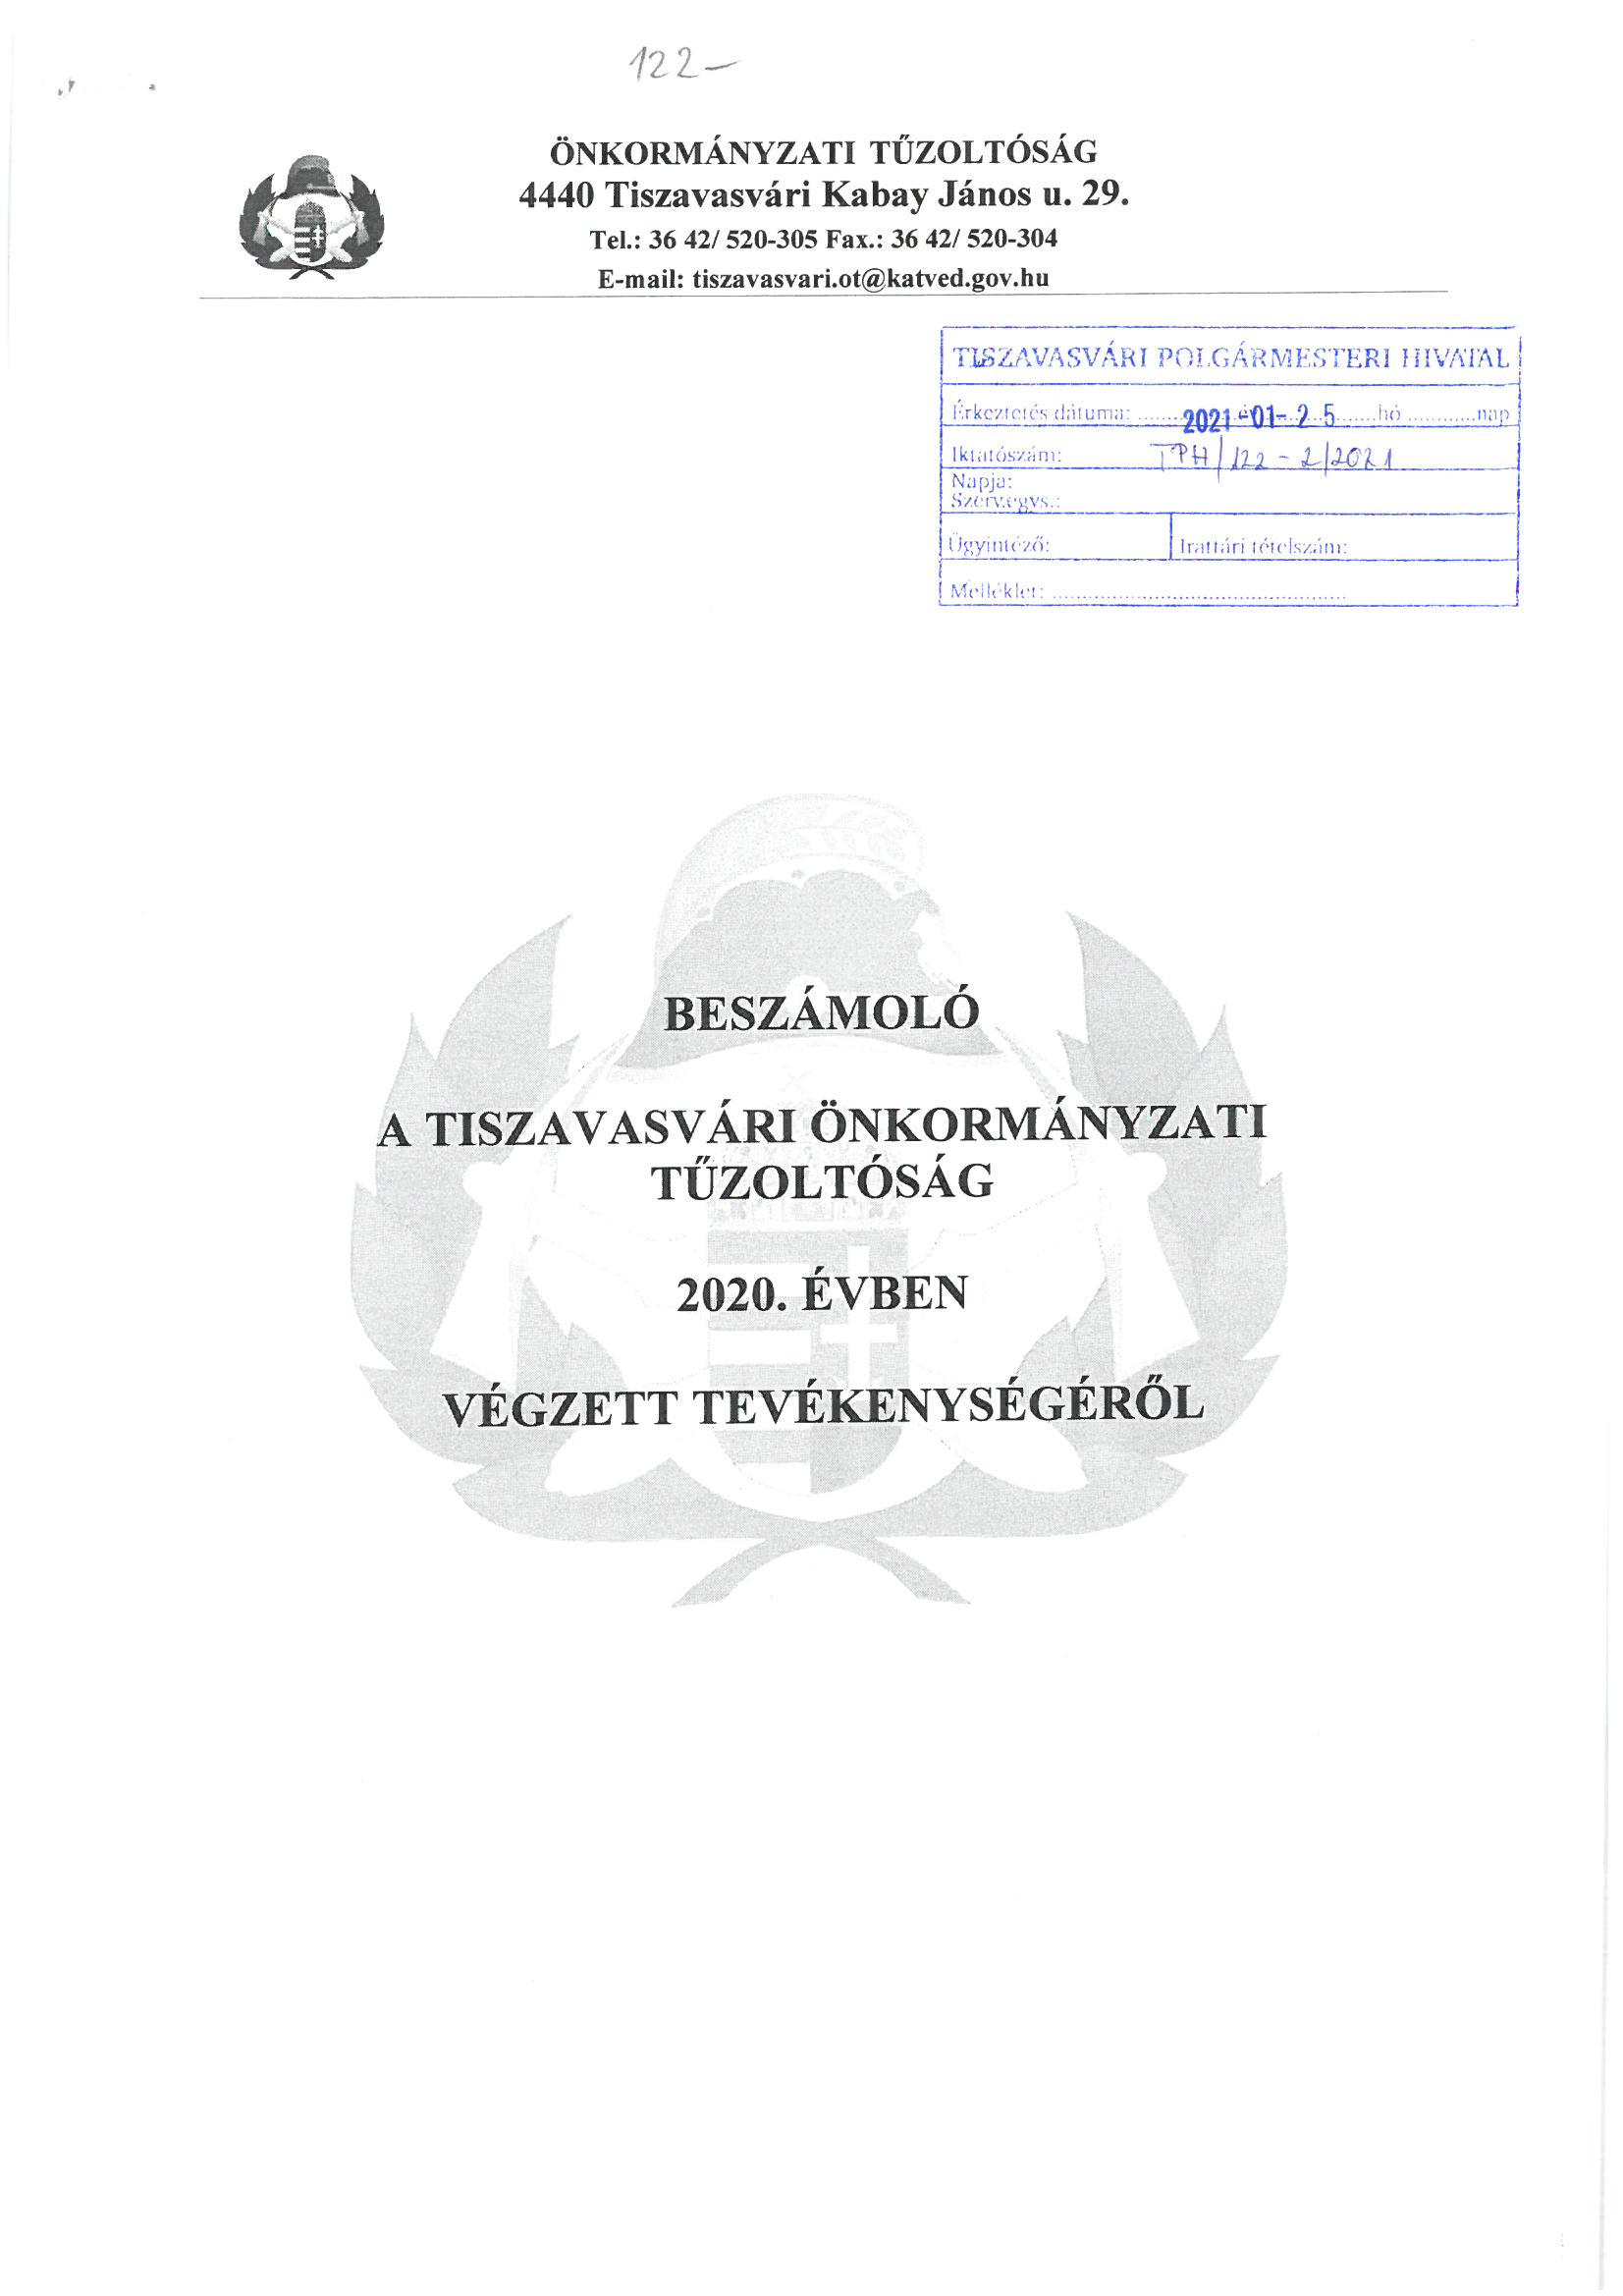 122-
ÖNKORMÁNYZATI TŰZOLTÓSÁG
4440 Tiszavasvári Kabay János u. 29.
Tel.: 36 42/ 520-305 Fax.: 36 42/ 520-304
E-mail: tiszavasvari.ot@katved.gov.hu
TISZAVASVÁRI POLGÁRMESTERI HIVATAL
Érkeztetés dátuma: ........2021-01-25.......hó ............nap
Iktatószám: TPH/122-2/2021
Napja:
Szerv.egys.:
Ügyintéző: Irattári tételszám:
Melléklet: ..................................................
BESZÁMOLÓ
A TISZAVASVÁRI ÖNKORMÁNYZATI
TŰZOLTÓSÁG
2020. ÉVBEN
VÉGZETT TEVÉKENYSÉGÉRŐL